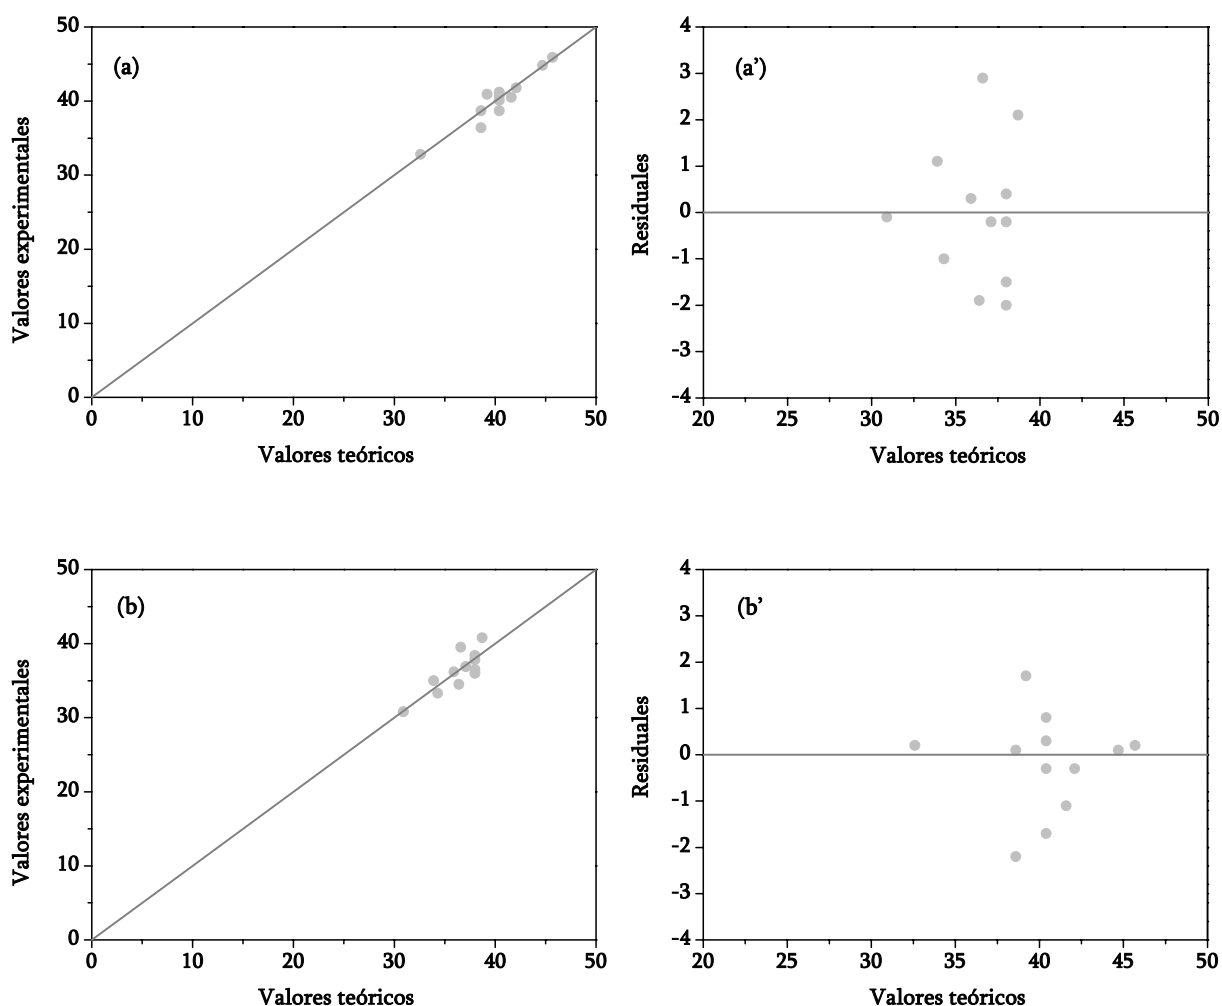 50
40
30
20
10
0
(a)
Valores experimentales
0 10 20 30 40 50
Valores teóricos
4
3
2
1
0
-1
-2
-3
-4
(a’)
Residuales
20 25 30 35 40 45 50
Valores teóricos
50
40
30
20
10
0
(b)
Valores experimentales
0 10 20 30 40 50
Valores teóricos
4
3
2
1
0
-1
-2
-3
-4
(b’
Residuales
20 25 30 35 40 45 50
Valores teóricos